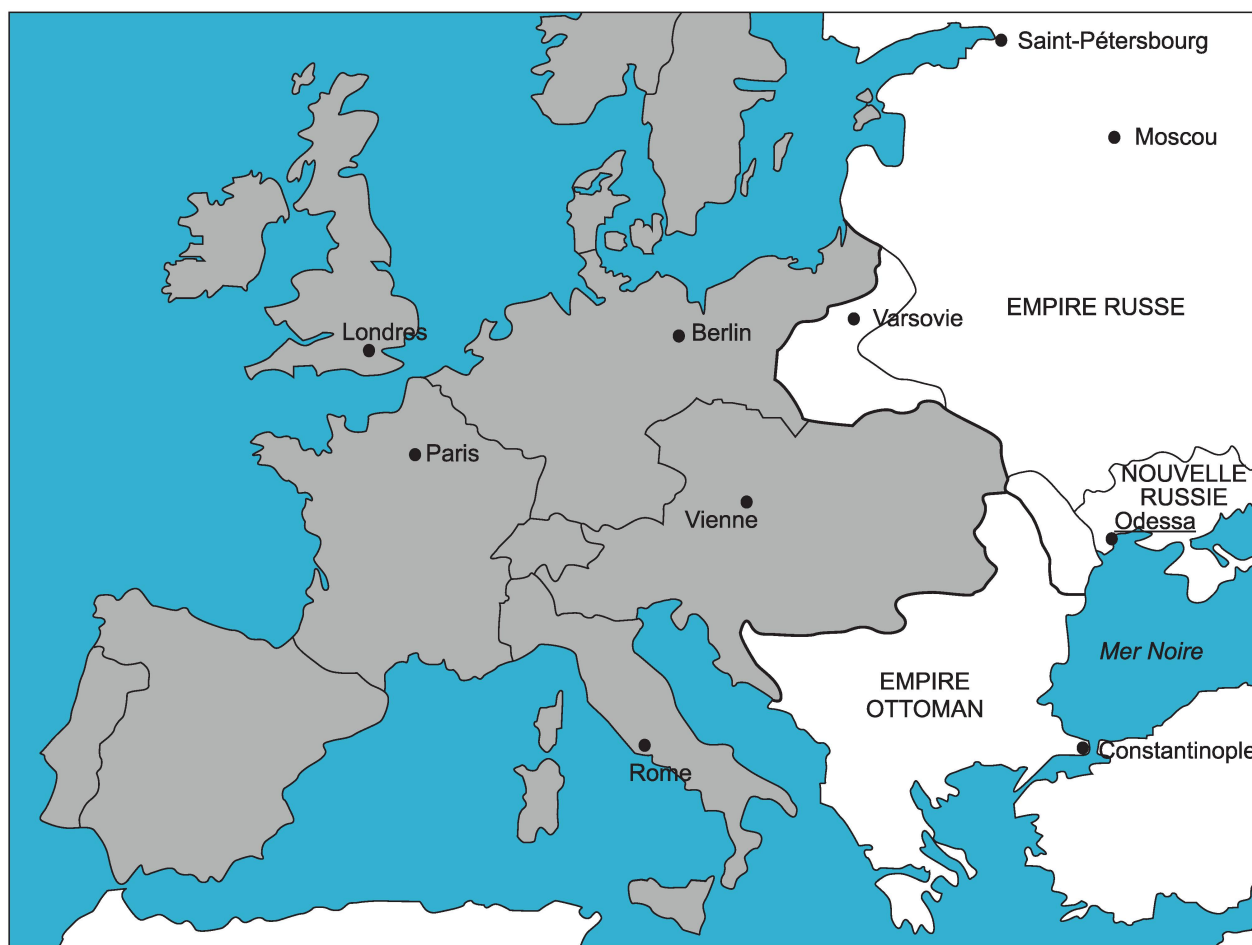 Saint-Pétersbourg
Moscou
EMPIRE RUSSE
Varsovie
Londres
Berlin
Paris
NOUVELLE
RUSSIE
Odessa
Vienne
Mer Noire
EMPIRE
OTTOMAN
Constantinople
Rome